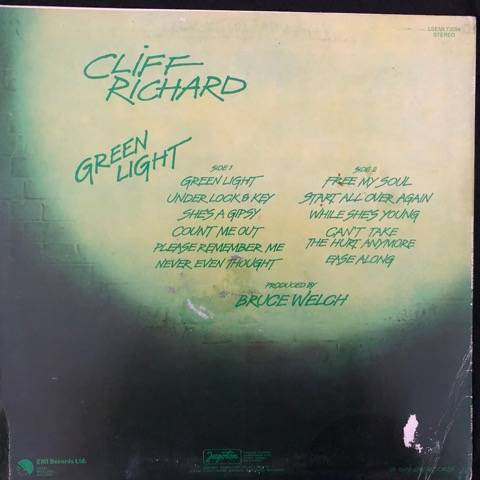 STEREO
CLIFF
RICHARD
GREEN
LIGHT
SIDE 1
GREEN LIGHT
UNDER LOCK & KEY
SHE'S A GIPSY
COUNT ME OUT
PLEASE REMEMBER ME
NEVER EVEN THOUGHT
SIDE 2
FREE MY SOUL
START ALL OVER AGAIN
WHILE SHE'S YOUNG
CAN'T TAKE
THE HURT ANYMORE
EASE ALONG
PRODUCED BY
BRUCE WELCH
EMI Records Ltd.
Jugoton